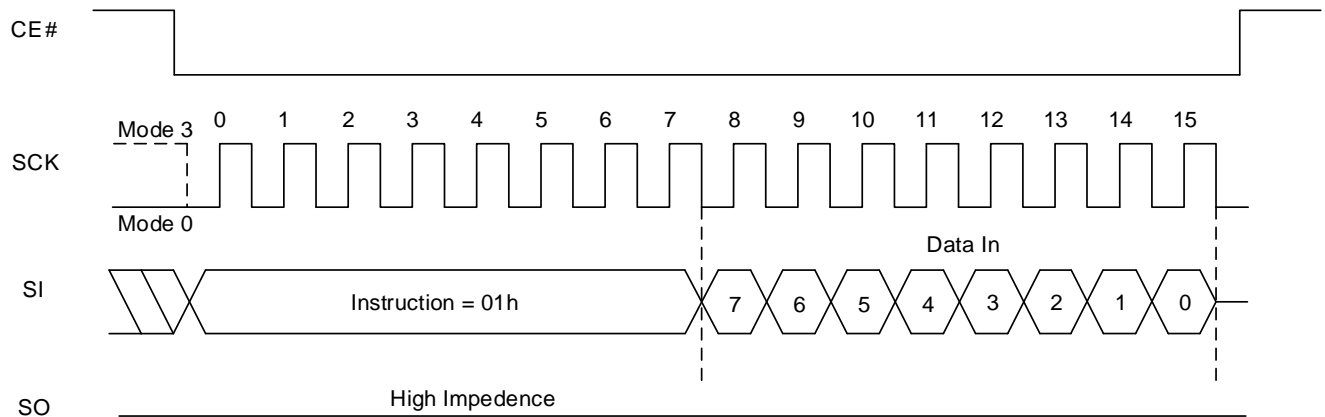 CE#
0 1 2 3 4 5 6 7 8 9 10 11 12 13 14 15
Mode 3
SCK
Mode 0
Data In
SI
Instruction = 01h
7 6 5 4 3 2 1 0
High Impedence
SO